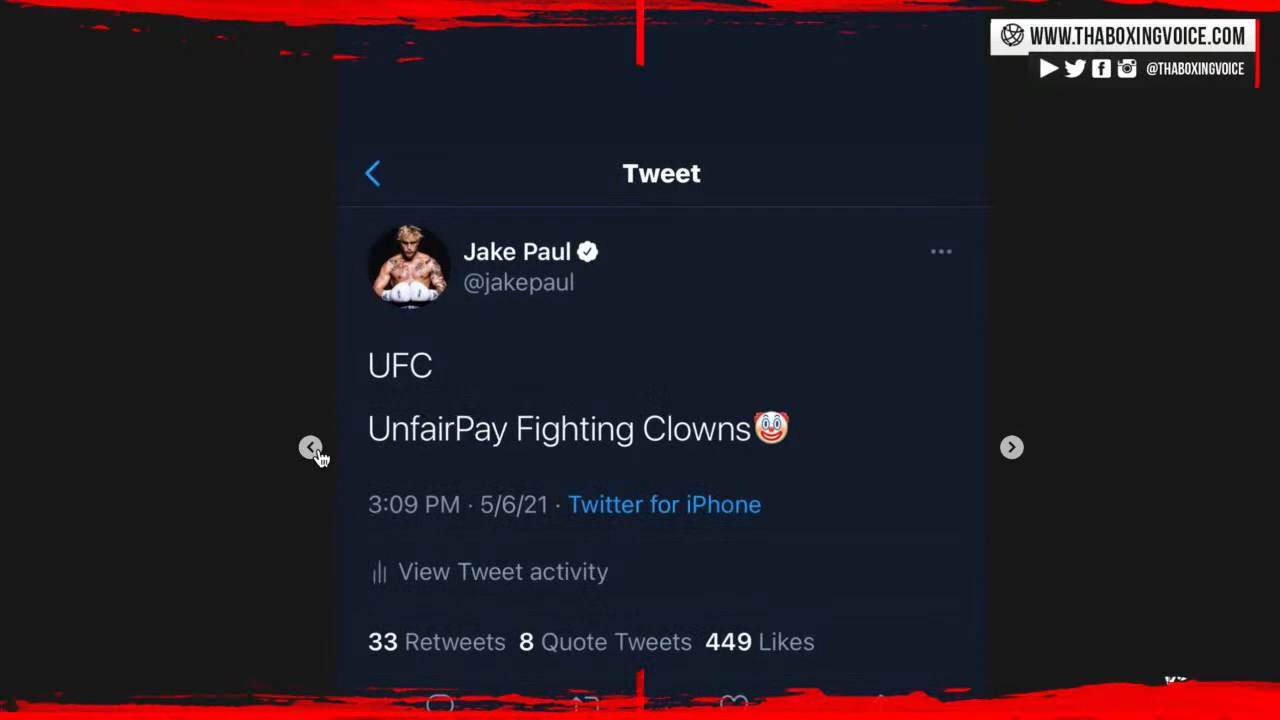 WWW.THABOXINGVOICE.COM
@THABOXINGVOICE
Tweet
Jake Paul
@jakepaul
UFC
UnfairPay Fighting Clowns🤡
3:09 PM · 5/6/21 · Twitter for iPhone
View Tweet activity
33 Retweets 8 Quote Tweets 449 Likes